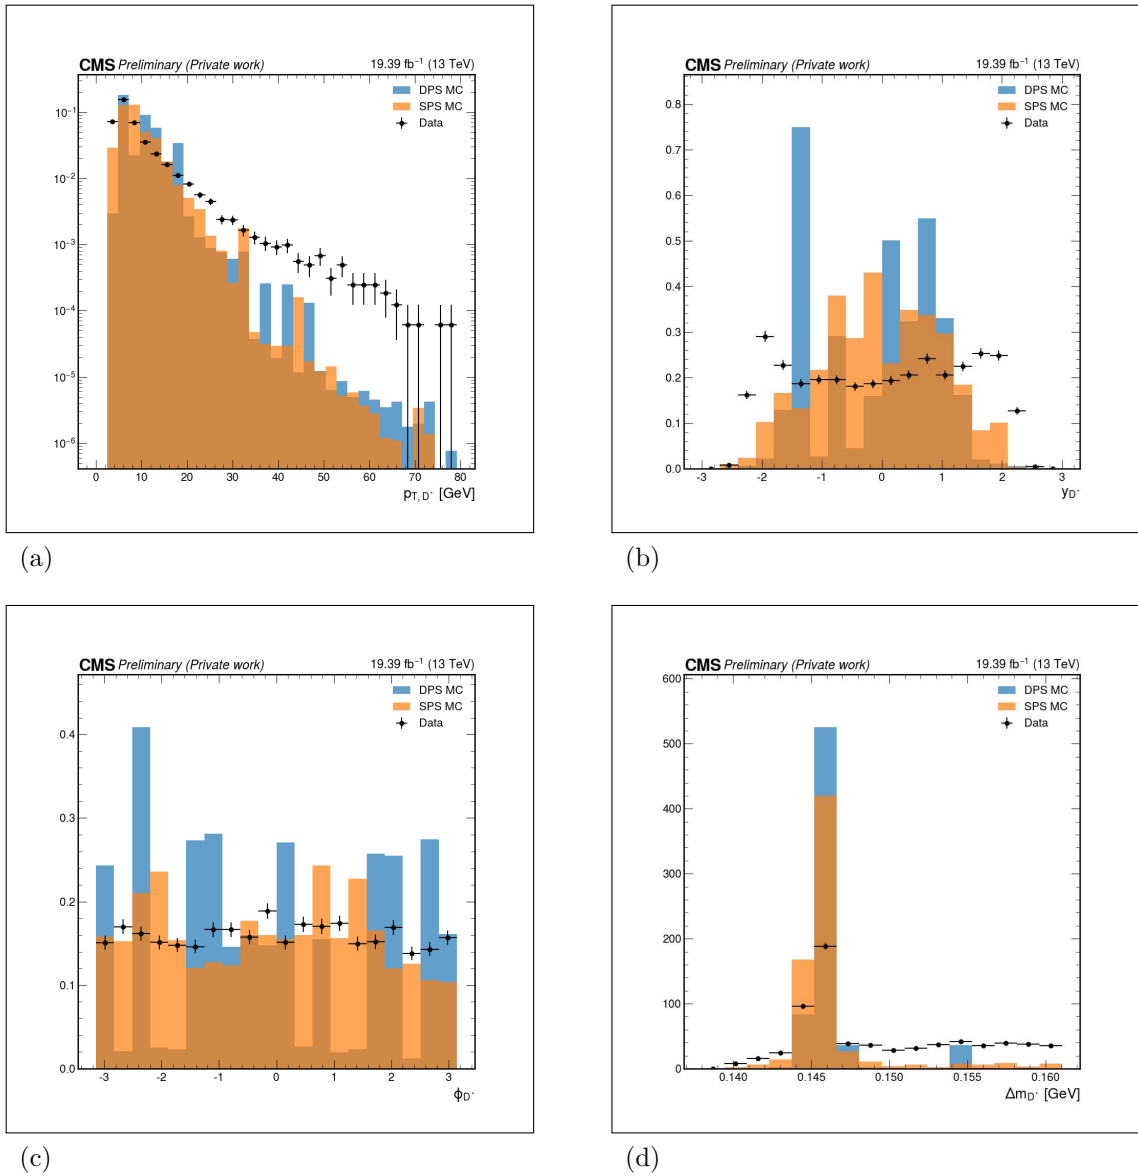 CMS Preliminary (Private work) 19.39 fb⁻¹ (13 TeV)
DPS MC
SPS MC
Data
10⁻¹
10⁻²
10⁻³
10⁻⁴
10⁻⁵
10⁻⁶
0 10 20 30 40 50 60 70 80
p_{T, D*} [GeV]
(a)
CMS Preliminary (Private work) 19.39 fb⁻¹ (13 TeV)
DPS MC
SPS MC
Data
0.8
0.7
0.6
0.5
0.4
0.3
0.2
0.1
0.0
-3 -2 -1 0 1 2 3
y_{D*}
(b)
CMS Preliminary (Private work) 19.39 fb⁻¹ (13 TeV)
DPS MC
SPS MC
Data
0.4
0.3
0.2
0.1
0.0
-3 -2 -1 0 1 2 3
ϕ_{D*}
(c)
CMS Preliminary (Private work) 19.39 fb⁻¹ (13 TeV)
DPS MC
SPS MC
Data
600
500
400
300
200
100
0
0.140 0.145 0.150 0.155 0.160
Δm_{D*} [GeV]
(d)